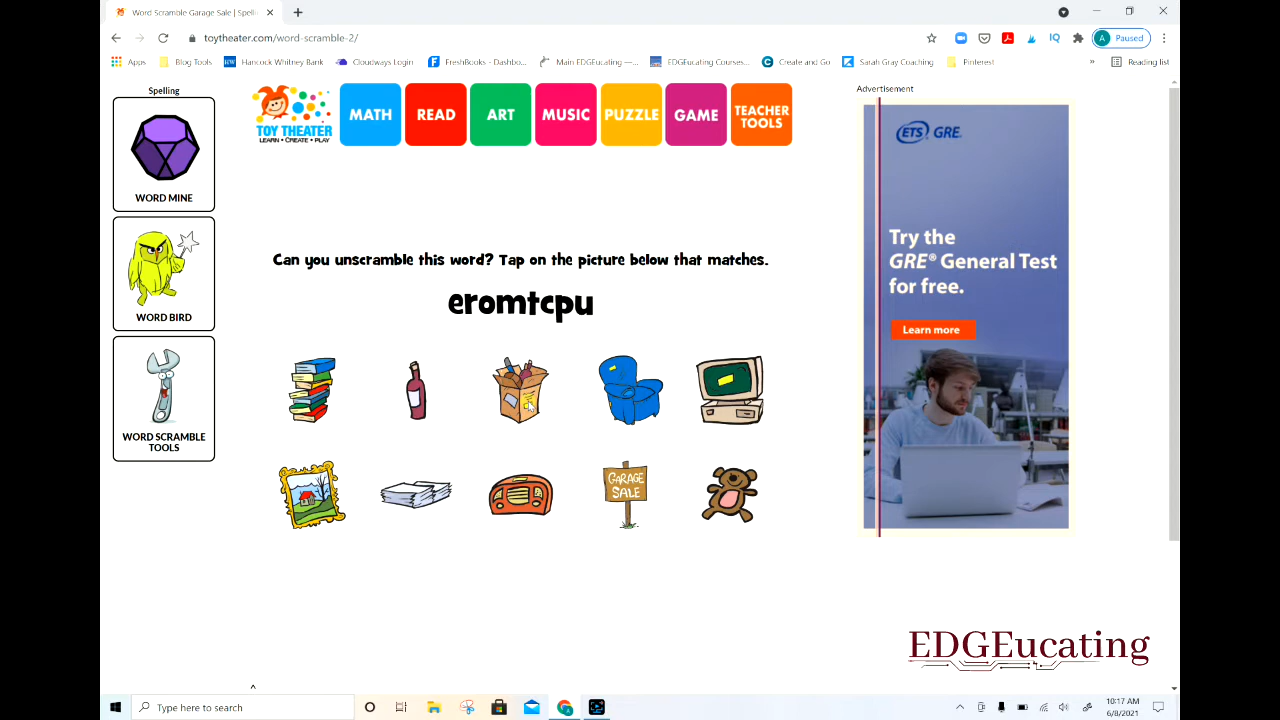 Word Scramble Garage Sale | Spelli
toytheater.com/word-scramble-2/
A Paused
Apps Blog Tools HW Hancock Whitney Bank Cloudways Login FreshBooks - Dashbo... Main EDGEucating —... EDGEucating Courses... Create and Go Sarah Gray Coaching Pinterest » Reading list
Spelling
WORD MINE
WORD BIRD
WORD SCRAMBLE
TOOLS
TOY THEATER
LEARN • CREATE • PLAY
MATH
READ
ART
MUSIC
PUZZLE
GAME
TEACHER
TOOLS
Can you unscramble this word? Tap on the picture below that matches.
eromtcpu
GARAGE
SALE
Advertisement
ETS GRE
Try the
GRE® General Test
for free.
Learn more
EDGEucating
Type here to search
10:17 AM
6/8/2021